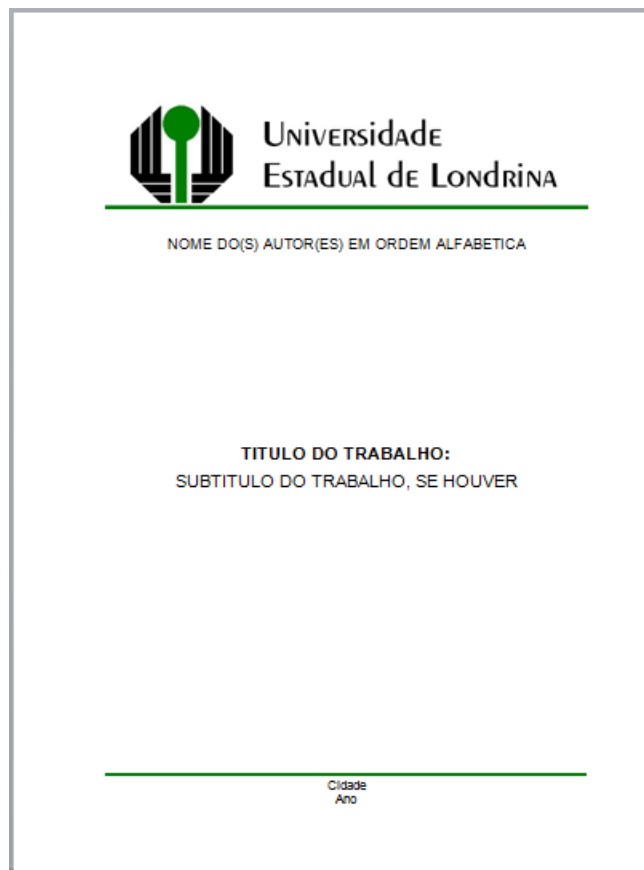 Universidade
Estadual de Londrina
NOME DO(S) AUTOR(ES) EM ORDEM ALFABETICA
TITULO DO TRABALHO:
SUBTITULO DO TRABALHO, SE HOUVER
Cidade
Ano